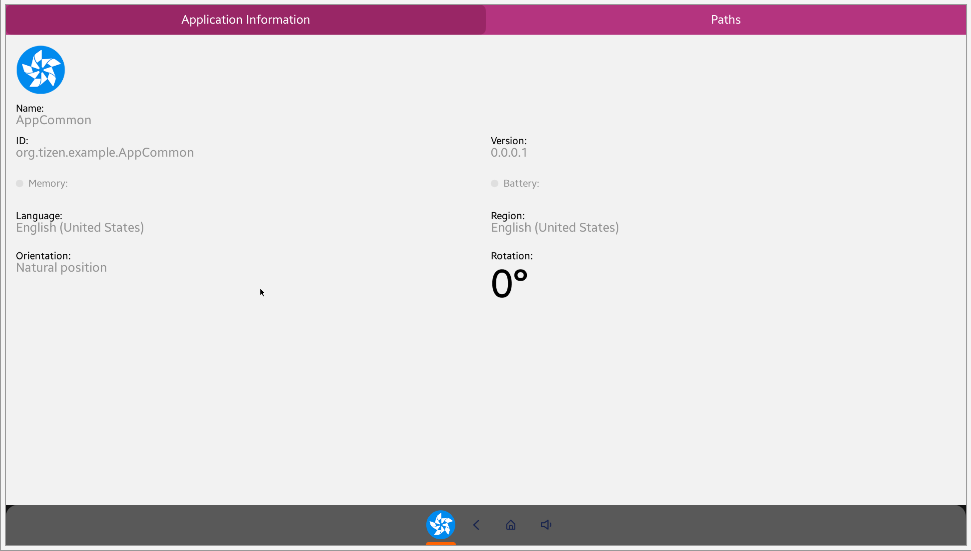 Application Information
Paths
Name:
AppCommon
ID:
org.tizen.example.AppCommon
Version:
0.0.0.1
Memory:
Battery:
Language:
English (United States)
Region:
English (United States)
Orientation:
Natural position
Rotation:
0°